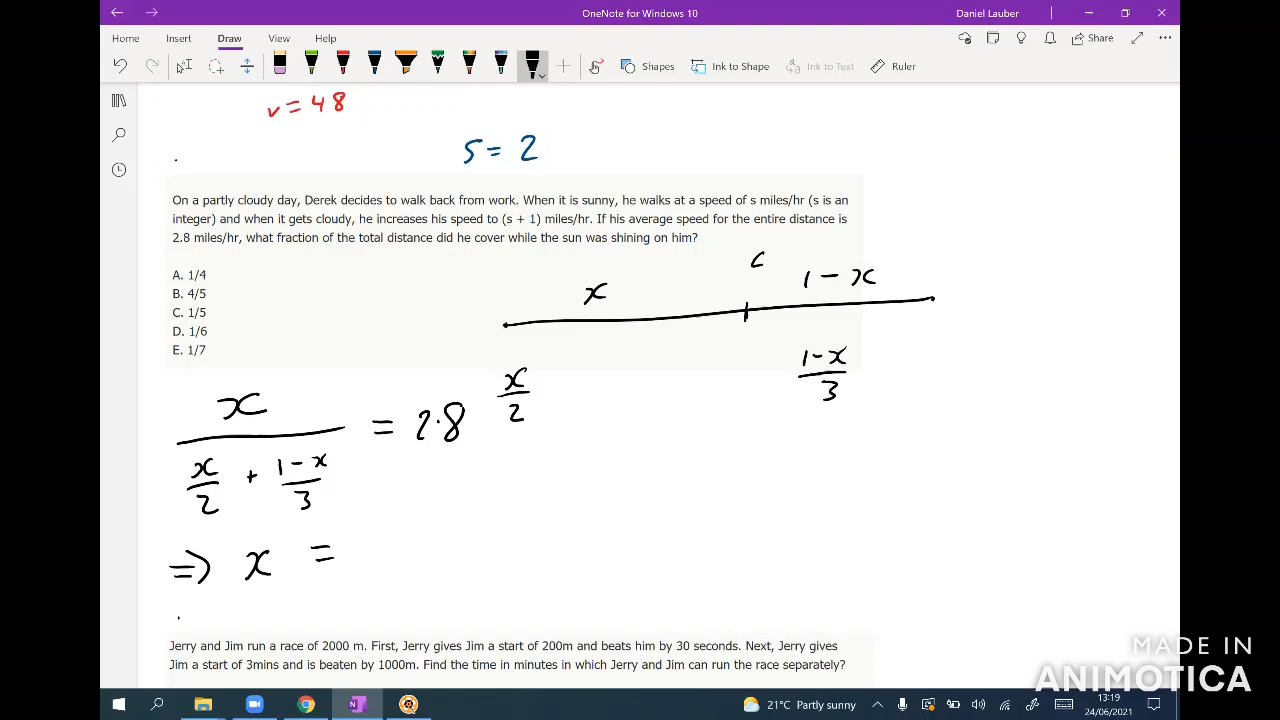 OneNote for Windows 10
Daniel Lauber
Home Insert Draw View Help
Share
Shapes
Ink to Shape
Ink to Text
Ruler
v = 48
s = 2
On a partly cloudy day, Derek decides to walk back from work. When it is sunny, he walks at a speed of s miles/hr (s is an
integer) and when it gets cloudy, he increases his speed to (s + 1) miles/hr. If his average speed for the entire distance is
2.8 miles/hr, what fraction of the total distance did he cover while the sun was shining on him?
A. 1/4
B. 4/5
C. 1/5
D. 1/6
E. 1/7
c
x
1 - x
x/2
1-x/3
x / (x/2 + 1-x/3) = 2.8
⇒ x =
Jerry and Jim run a race of 2000 m. First, Jerry gives Jim a start of 200m and beats him by 30 seconds. Next, Jerry gives
Jim a start of 3mins and is beaten by 1000m. Find the time in minutes in which Jerry and Jim can run the race separately?
MADE IN
ANIMOTICA
21°C Partly sunny
13:19
24/06/2021